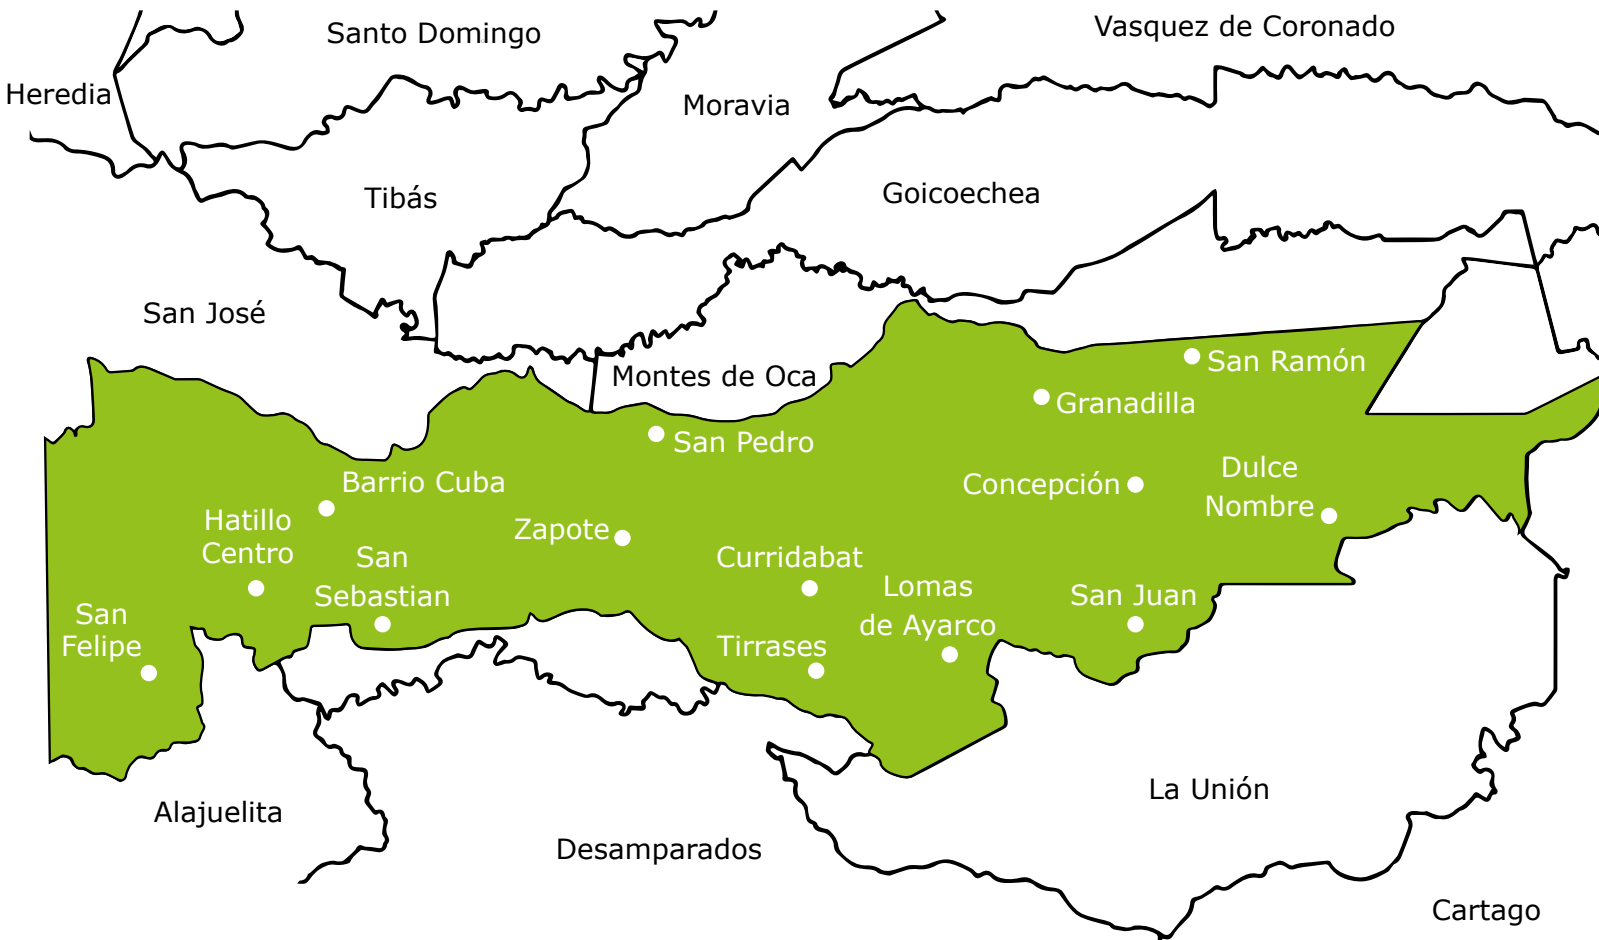 Vasquez de Coronado
Santo Domingo
Heredia
Moravia
Tibás
Goicoechea
San José
San Ramón
Montes de Oca
Granadilla
San Pedro
Barrio Cuba
Concepción
Dulce
Nombre
Hatillo
Centro
Zapote
San
Sebastian
Curridabat
Lomas
de Ayarco
San Juan
San
Felipe
Tirrases
La Unión
Alajuelita
Desamparados
Cartago